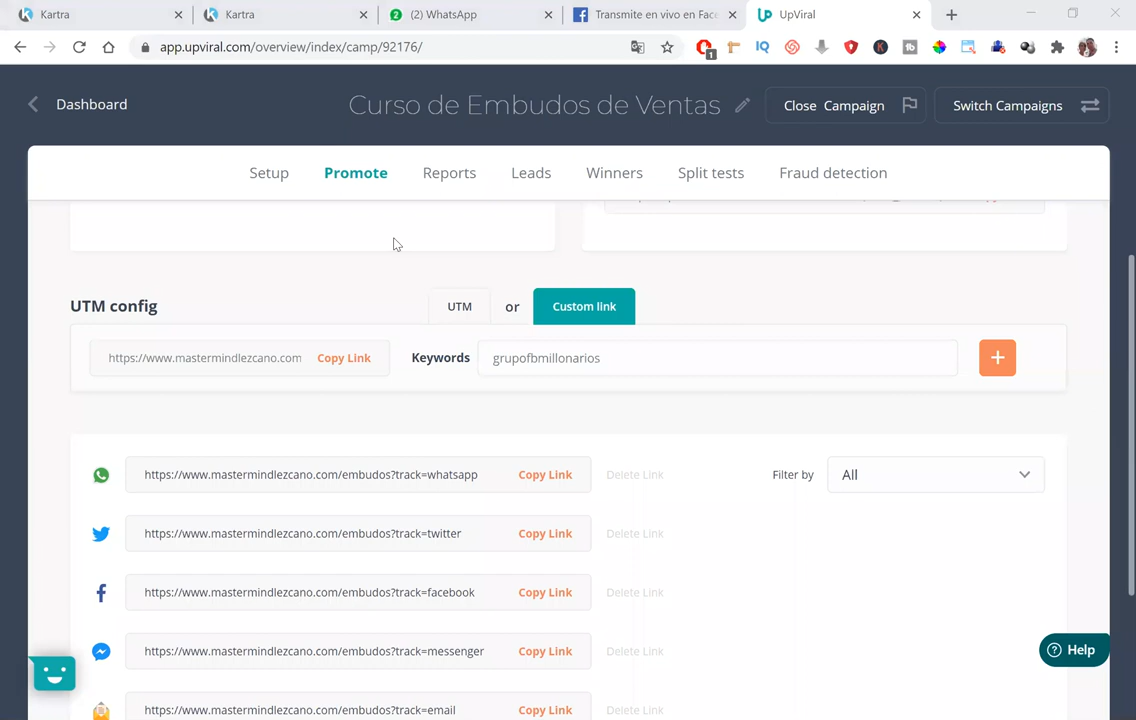 Kartra
Kartra
(2) WhatsApp
Transmite en vivo en Face
UpViral
app.upviral.com/overview/index/camp/92176/
Dashboard
Curso de Embudos de Ventas
Close Campaign
Switch Campaigns
Setup
Promote
Reports
Leads
Winners
Split tests
Fraud detection
UTM config
UTM
or
Custom link
https://www.mastermindlezcano.com
Copy Link
Keywords
grupofbmillonarios
+
https://www.mastermindlezcano.com/embudos?track=whatsapp
Copy Link
Delete Link
Filter by
All
https://www.mastermindlezcano.com/embudos?track=twitter
Copy Link
Delete Link
https://www.mastermindlezcano.com/embudos?track=facebook
Copy Link
Delete Link
https://www.mastermindlezcano.com/embudos?track=messenger
Copy Link
Delete Link
Help
https://www.mastermindlezcano.com/embudos?track=email
Copy Link
Delete Link